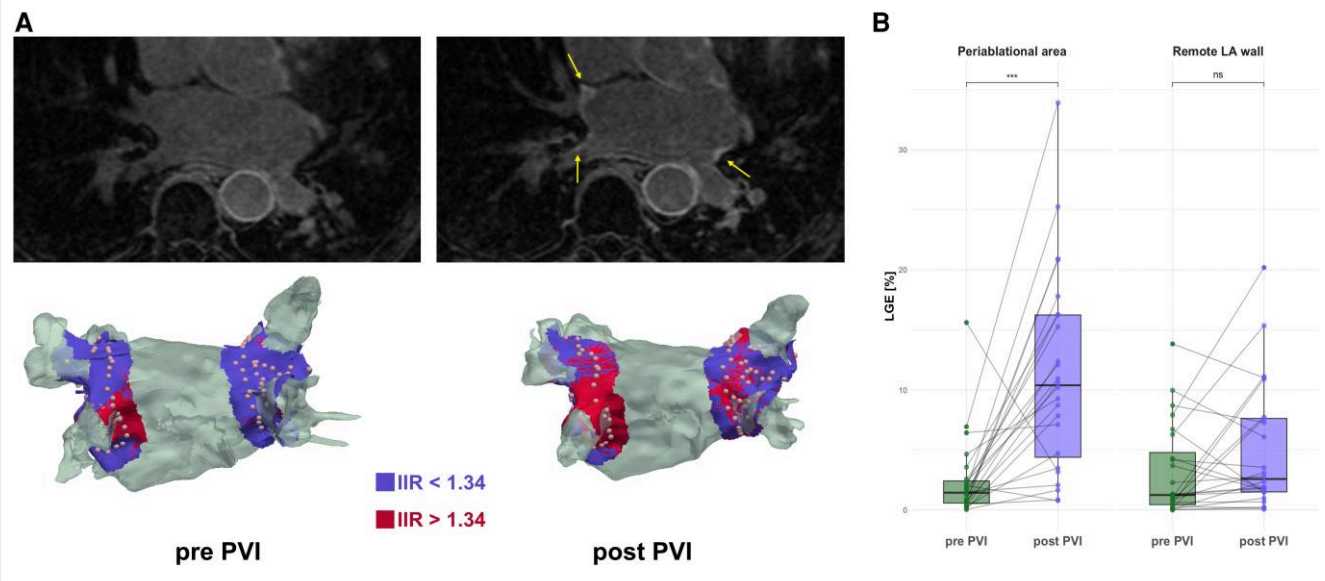 A
IIR < 1.34
IIR > 1.34
pre PVI
post PVI
B
Periablational area
Remote LA wall
***
ns
LGE [%]
30
20
10
0
pre PVI
post PVI
pre PVI
post PVI